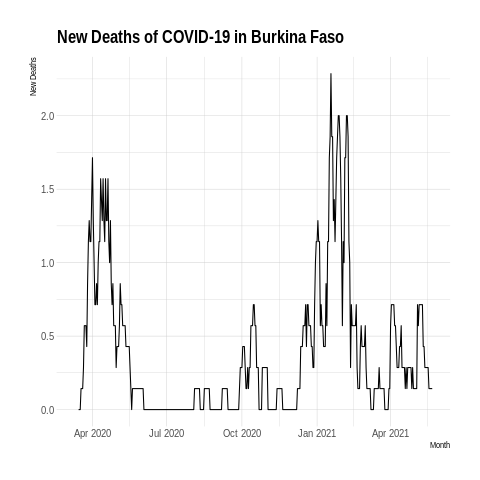 New Deaths of COVID-19 in Burkina Faso
New Deaths
2.0
1.5
1.0
0.5
0.0
Apr 2020 Jul 2020 Oct 2020 Jan 2021 Apr 2021
Month